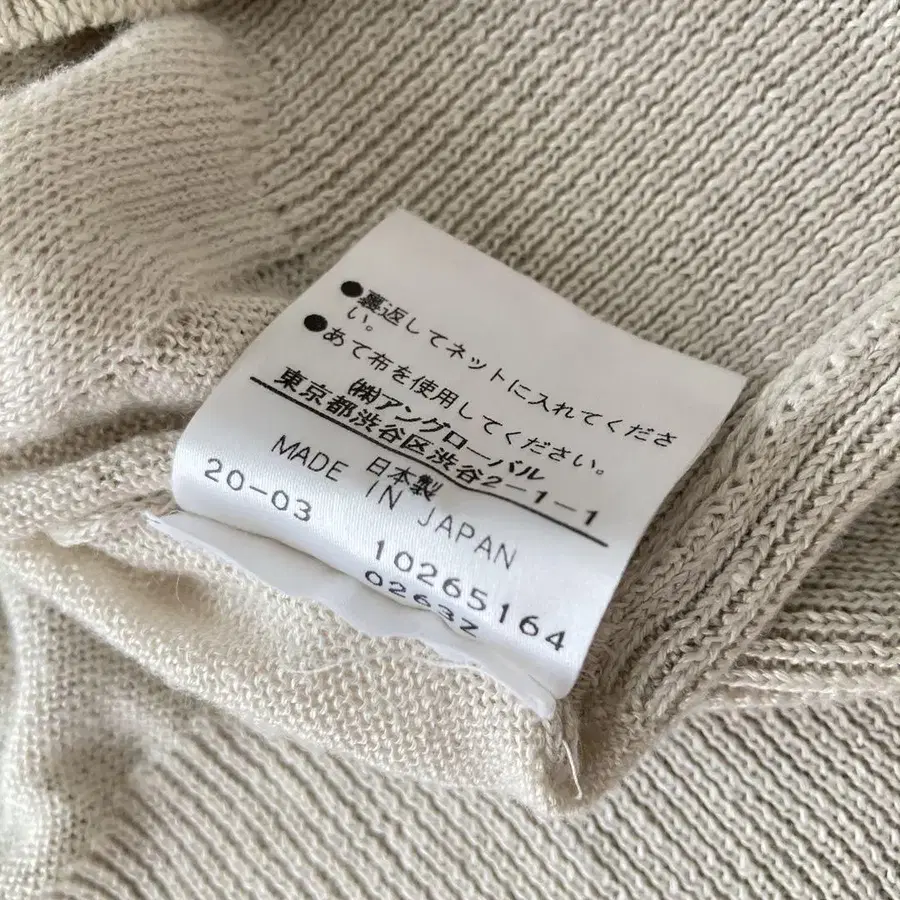 ●裏返してネットに入れてくださ
い。
●あて布を使用してください。
㈱アングローバル
東京都渋谷区渋谷2-1-1
日本製
MADE IN JAPAN
20-03
10265164
0263Z